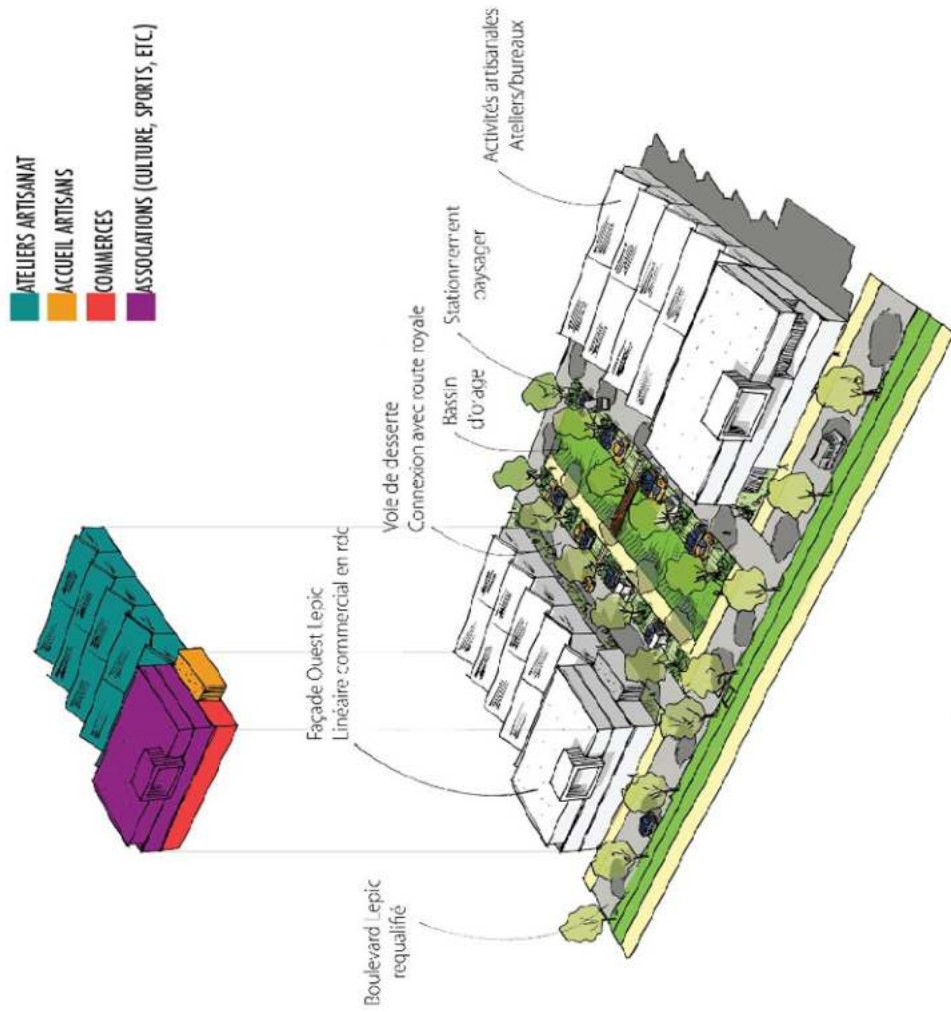 ATELIERS ARTISANAT
ACCUEIL ARTISANS
COMMERCES
ASSOCIATIONS (CULTURE, SPORTS, ETC.)
Boulevard Lepic
requalifié
Façade Ouest Lepic
Linéaire commercial en rdc
Voie de desserte
Connexion avec route royale
Bassin
d'orage
Stationnement
paysager
Activités artisanales
Ateliers/bureaux